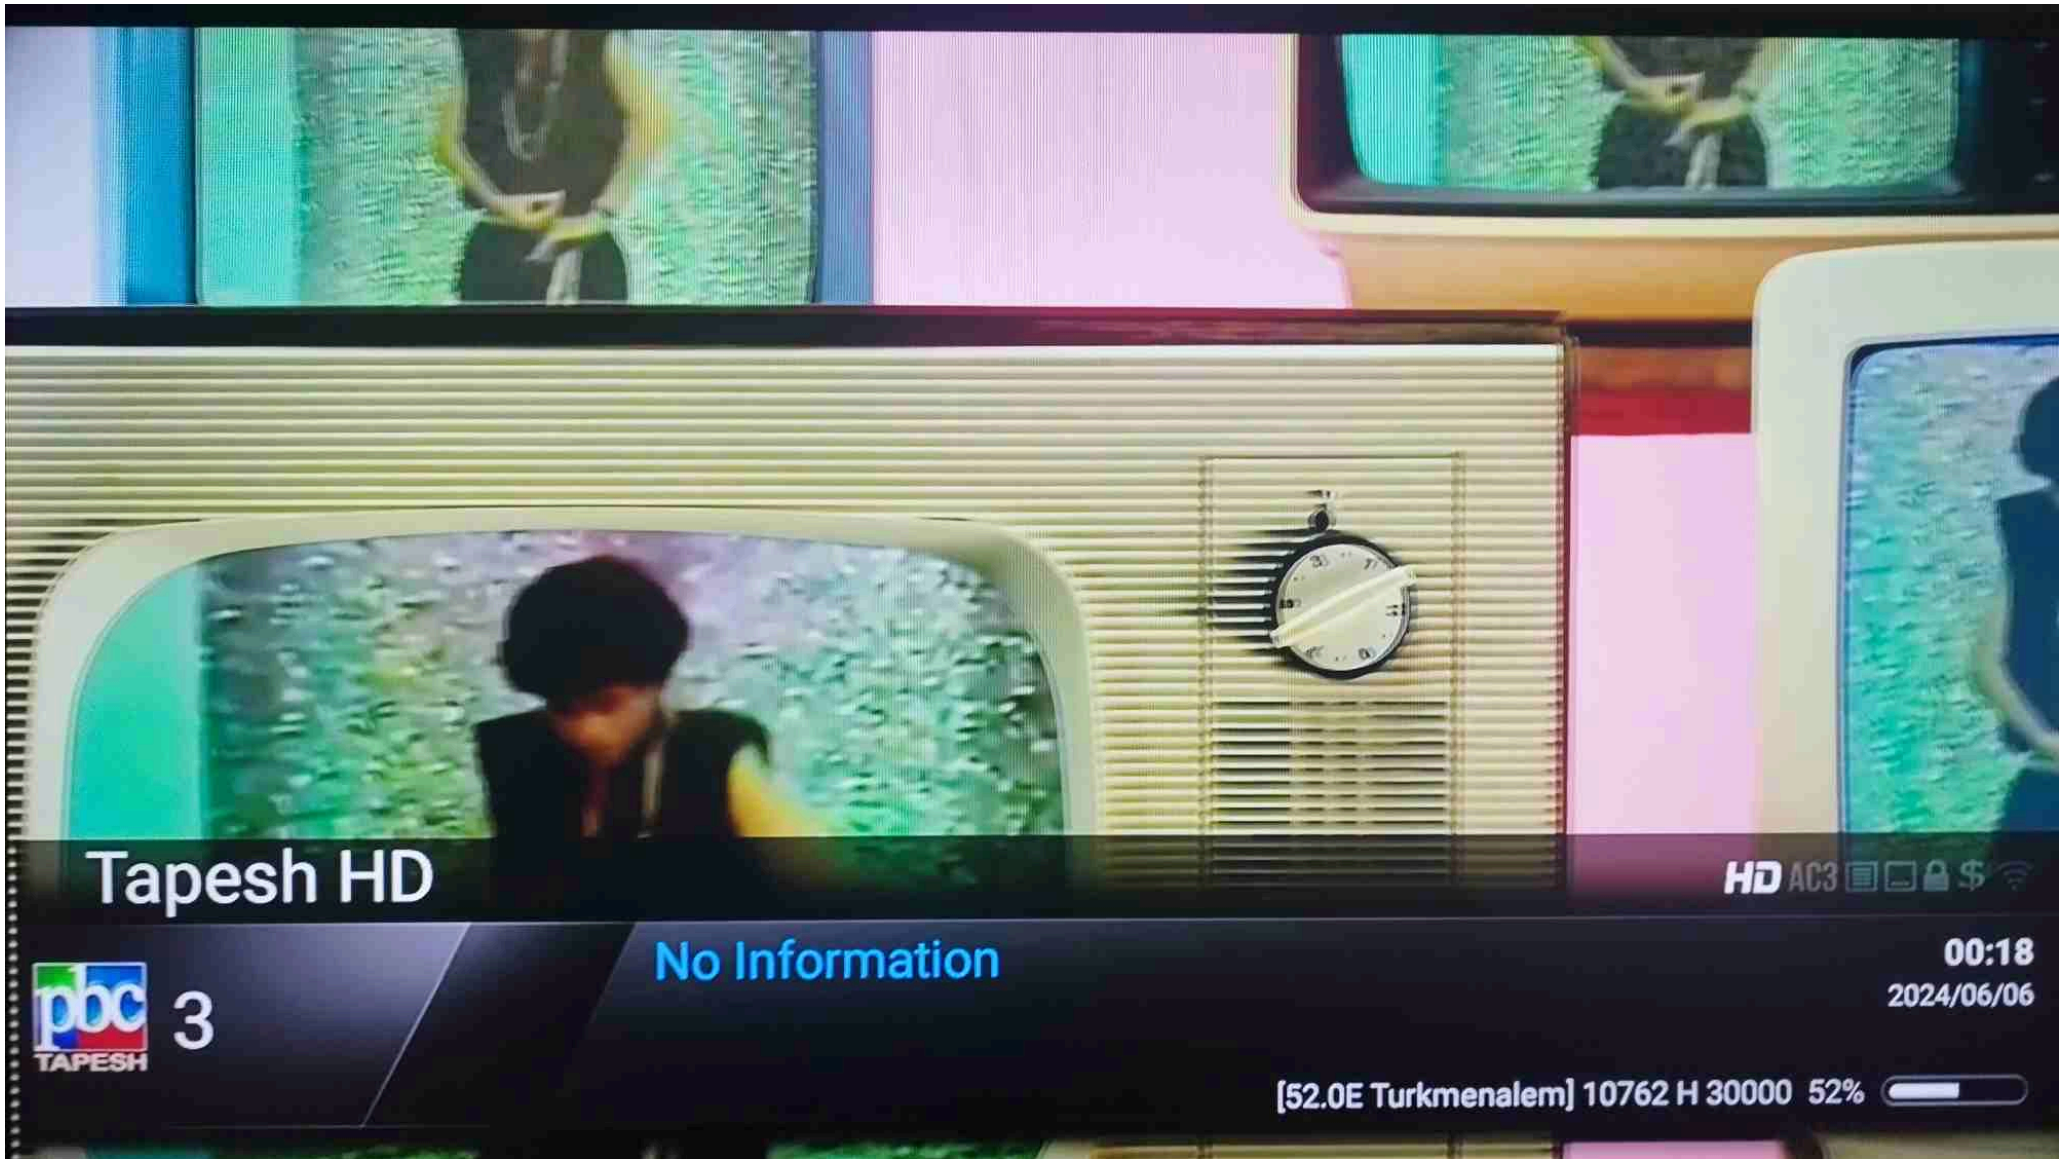 Tapesh HD
HD AC3 $
pbc
TAPESH
3
No Information
00:18
2024/06/06
[52.0E Turkmenalem] 10762 H 30000 52%